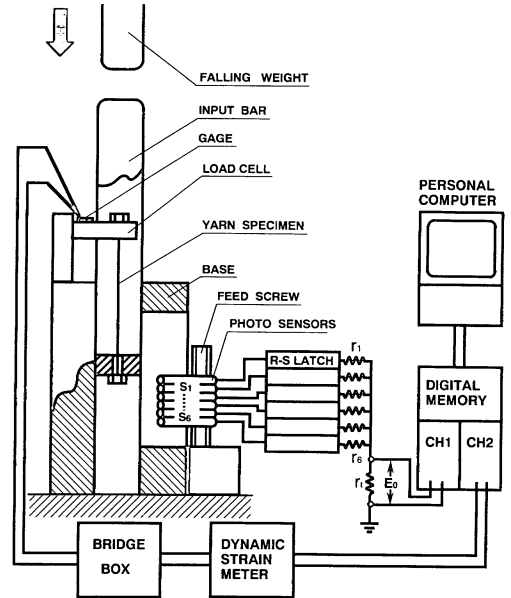 FALLING WEIGHT
INPUT BAR
GAGE
LOAD CELL
YARN SPECIMEN
BASE
FEED SCREW
PHOTO SENSORS
S1
S6
R-S LATCH
r1
r6
rt
E0
PERSONAL
COMPUTER
DIGITAL
MEMORY
CH1 CH2
BRIDGE
BOX
DYNAMIC
STRAIN
METER